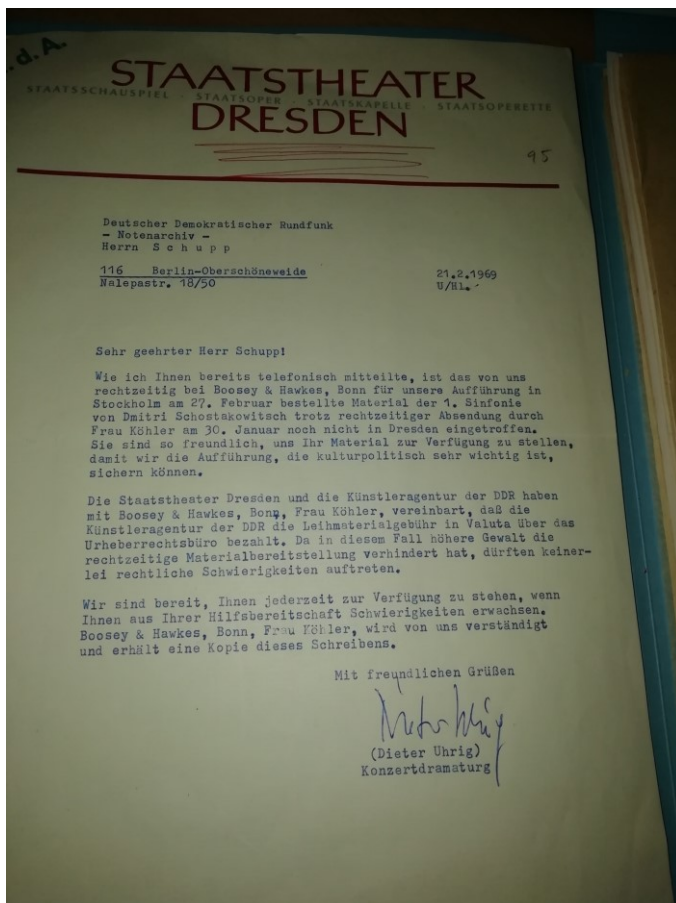 .d.A.
STAATSTHEATER
STAATSSCHAUSPIEL · STAATSOPER · STAATSKAPELLE · STAATSOPERETTE
DRESDEN
95
Deutscher Demokratischer Rundfunk
- Notenarchiv -
Herrn S c h u p p
116 Berlin-Oberschöneweide
Nalepastr. 18/50
21.2.1969
U/Hl.-
Sehr geehrter Herr Schupp!
Wie ich Ihnen bereits telefonisch mitteilte, ist das von uns
rechtzeitig bei Boosey & Hawkes, Bonn für unsere Aufführung in
Stockholm am 27. Februar bestellte Material der 1. Sinfonie
von Dmitri Schostakowitsch trotz rechtzeitiger Absendung durch
Frau Köhler am 30. Januar noch nicht in Dresden eingetroffen.
Sie sind so freundlich, uns Ihr Material zur Verfügung zu stellen,
damit wir die Aufführung, die kulturpolitisch sehr wichtig ist,
sichern können.
Die Staatstheater Dresden und die Künstleragentur der DDR haben
mit Boosey & Hawkes, Bonn, Frau Köhler, vereinbart, daß die
Künstleragentur der DDR die Leihmaterialgebühr in Valuta über das
Urheberrechtsbüro bezahlt. Da in diesem Fall höhere Gewalt die
rechtzeitige Materialbereitstellung verhindert hat, dürften keiner-
lei rechtliche Schwierigkeiten auftreten.
Wir sind bereit, Ihnen jederzeit zur Verfügung zu stehen, wenn
Ihnen aus Ihrer Hilfsbereitschaft Schwierigkeiten erwachsen.
Boosey & Hawkes, Bonn, Frau Köhler, wird von uns verständigt
und erhält eine Kopie dieses Schreibens.
Mit freundlichen Grüßen
(Dieter Uhrig)
Konzertdramaturg